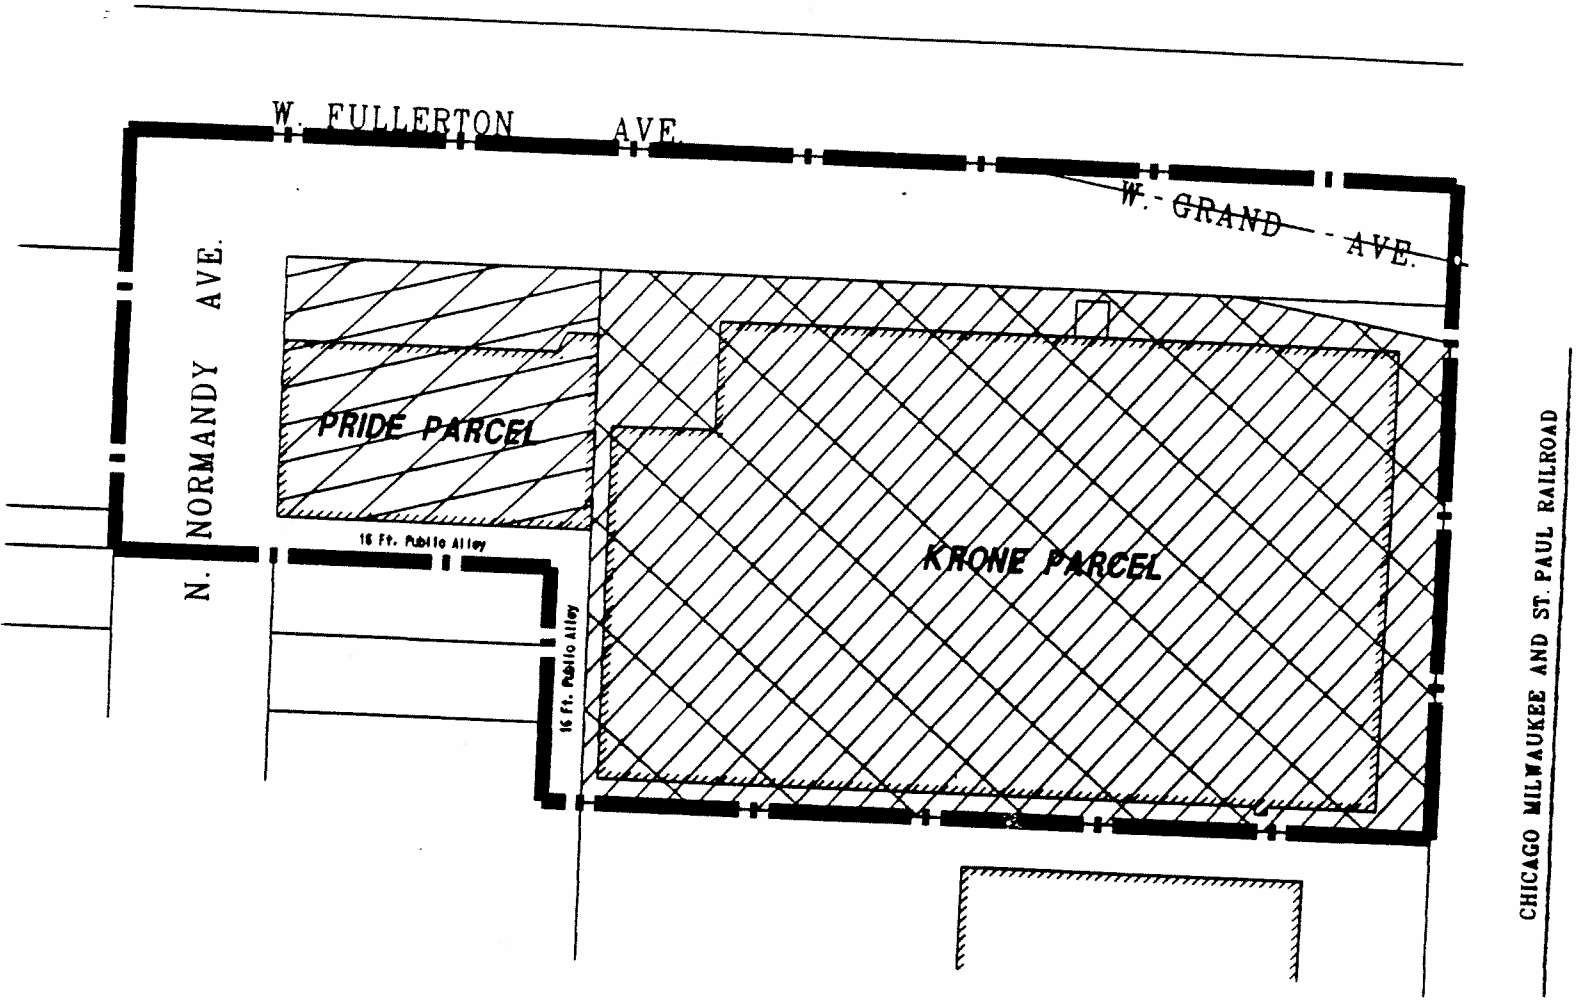 W. FULLERTON AVE.
W. GRAND AVE.
N. NORMANDY AVE.
PRIDE PARCEL
16 Ft. Public Alley
16 Ft. Public Alley
KRONE PARCEL
CHICAGO MILWAUKEE AND ST. PAUL RAILROAD